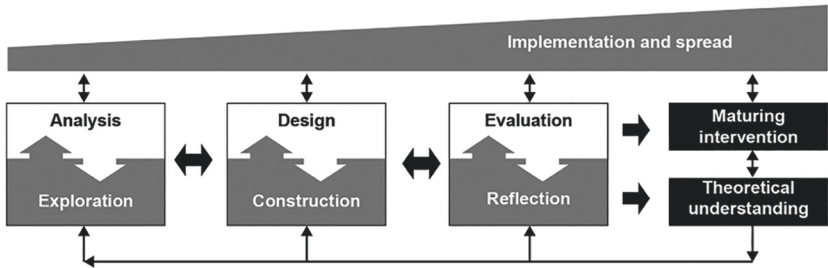 Implementation and spread
Analysis
Exploration
Design
Construction
Evaluation
Reflection
Maturing
intervention
Theoretical
understanding